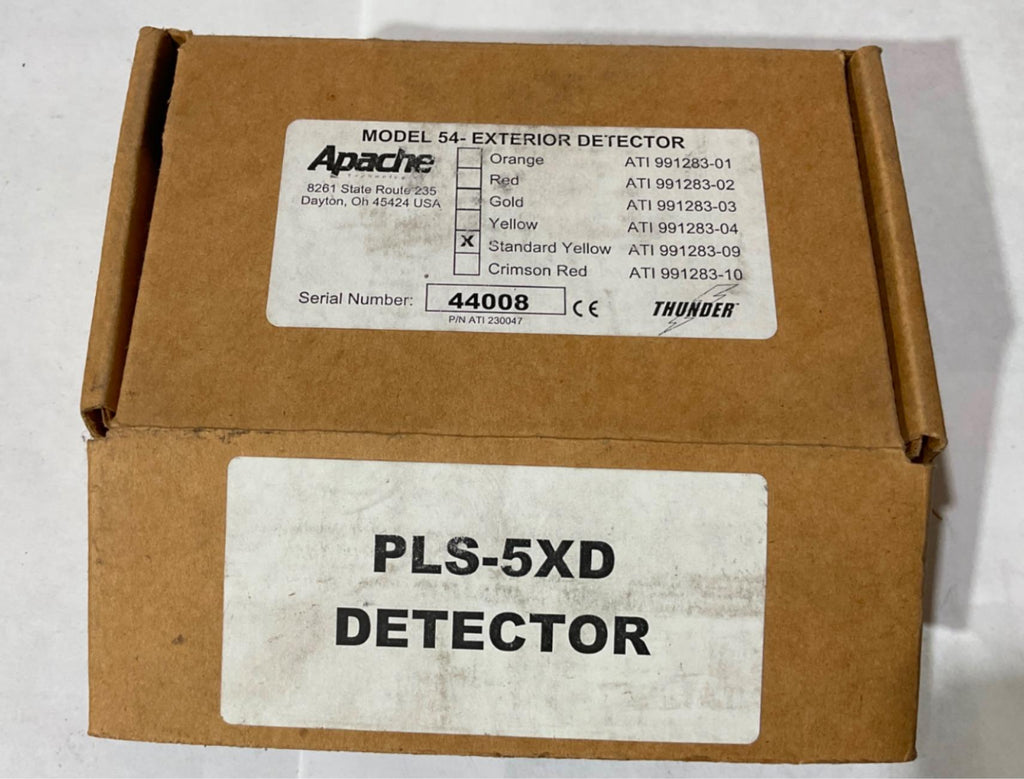 MODEL 54- EXTERIOR DETECTOR
Apache
8261 State Route 235
Dayton, Oh 45424 USA
Orange ATI 991283-01
Red ATI 991283-02
Gold ATI 991283-03
Yellow ATI 991283-04
X Standard Yellow ATI 991283-09
Crimson Red ATI 991283-10
Serial Number: 44008 CE THUNDER™
P/N ATI 230047
PLS-5XD
DETECTOR